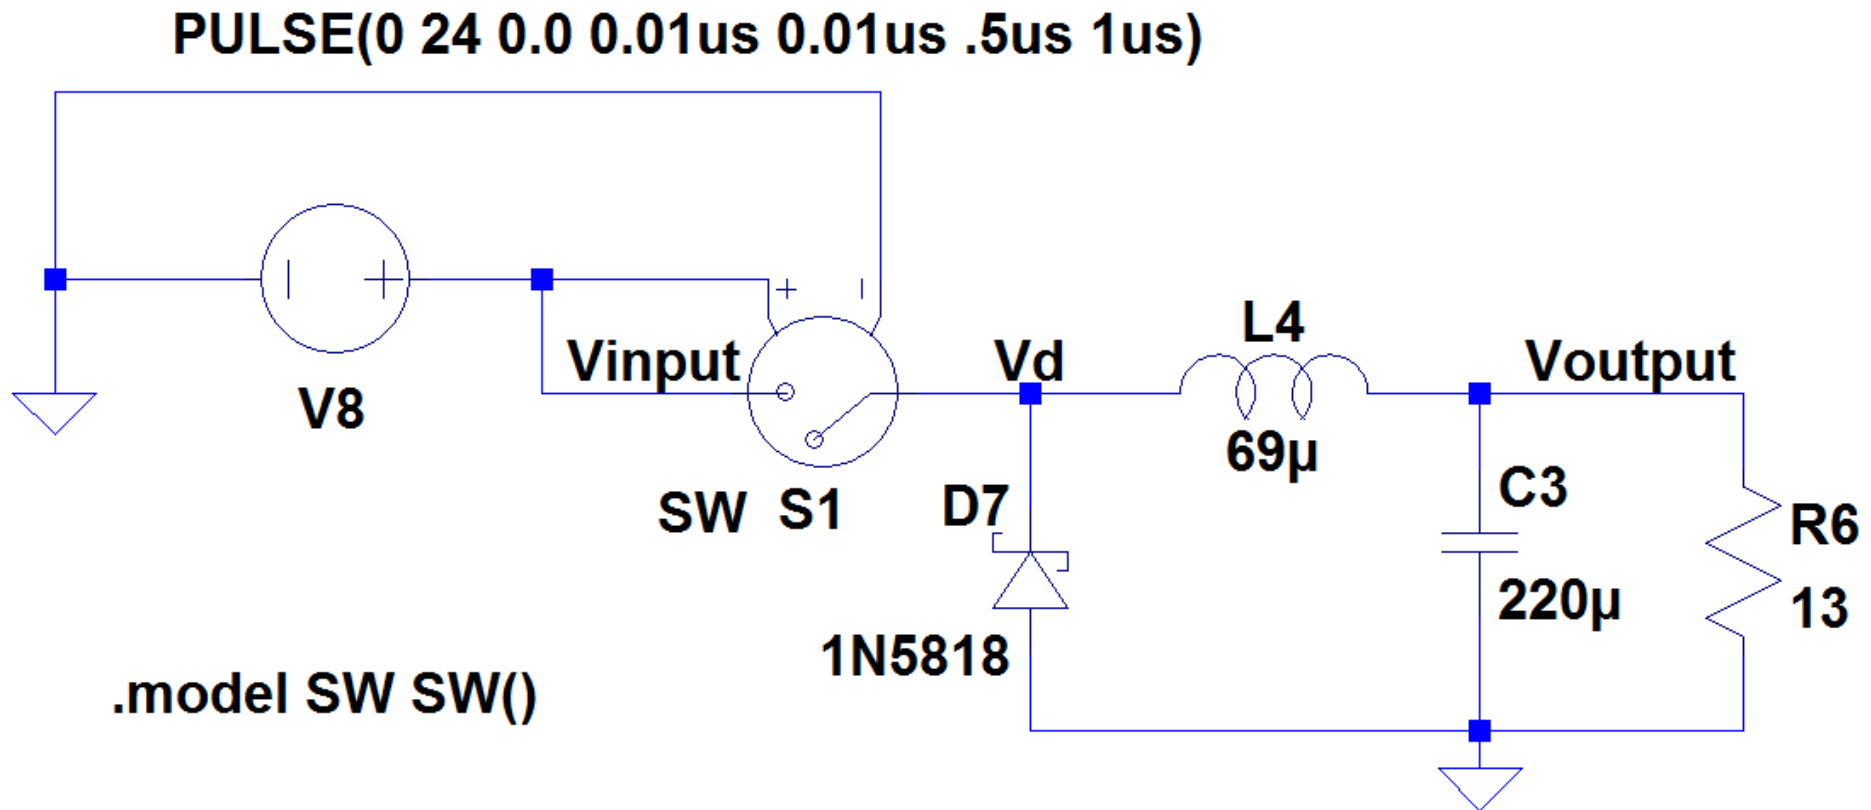 PULSE(0 24 0.0 0.01us 0.01us .5us 1us)
V8
Vinput
+ -
SW S1
Vd
D7
1N5818
L4
69µ
Voutput
C3
220µ
R6
13
.model SW SW()